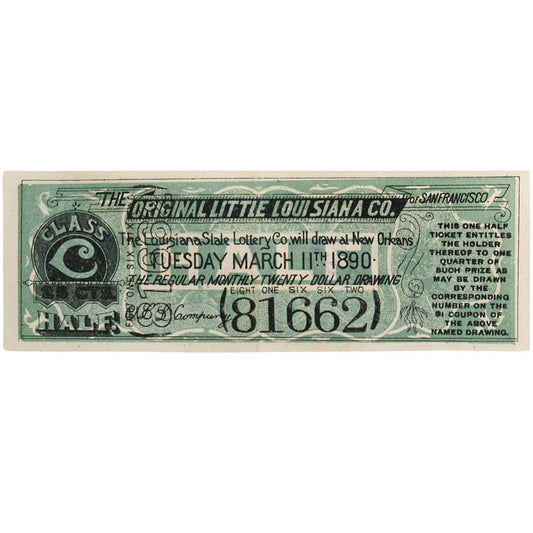 THE ORIGINAL LITTLE LOUISIANA CO. OF SAN FRANCISCO.
CLASS
C
HALF.
The Louisiana State Lottery Co. will draw at New Orleans
TUESDAY MARCH 11TH 1890.
THE REGULAR MONTHLY TWENTY DOLLAR DRAWING
EIGHT ONE SIX SIX TWO
(81662)
Company
THIS ONE HALF
TICKET ENTITLES
THE HOLDER
THEREOF TO ONE
QUARTER OF
SUCH PRIZE AS
MAY BE DRAWN
BY THE
CORRESPONDING
NUMBER ON THE
$1 COUPON OF
THE ABOVE
NAMED DRAWING.